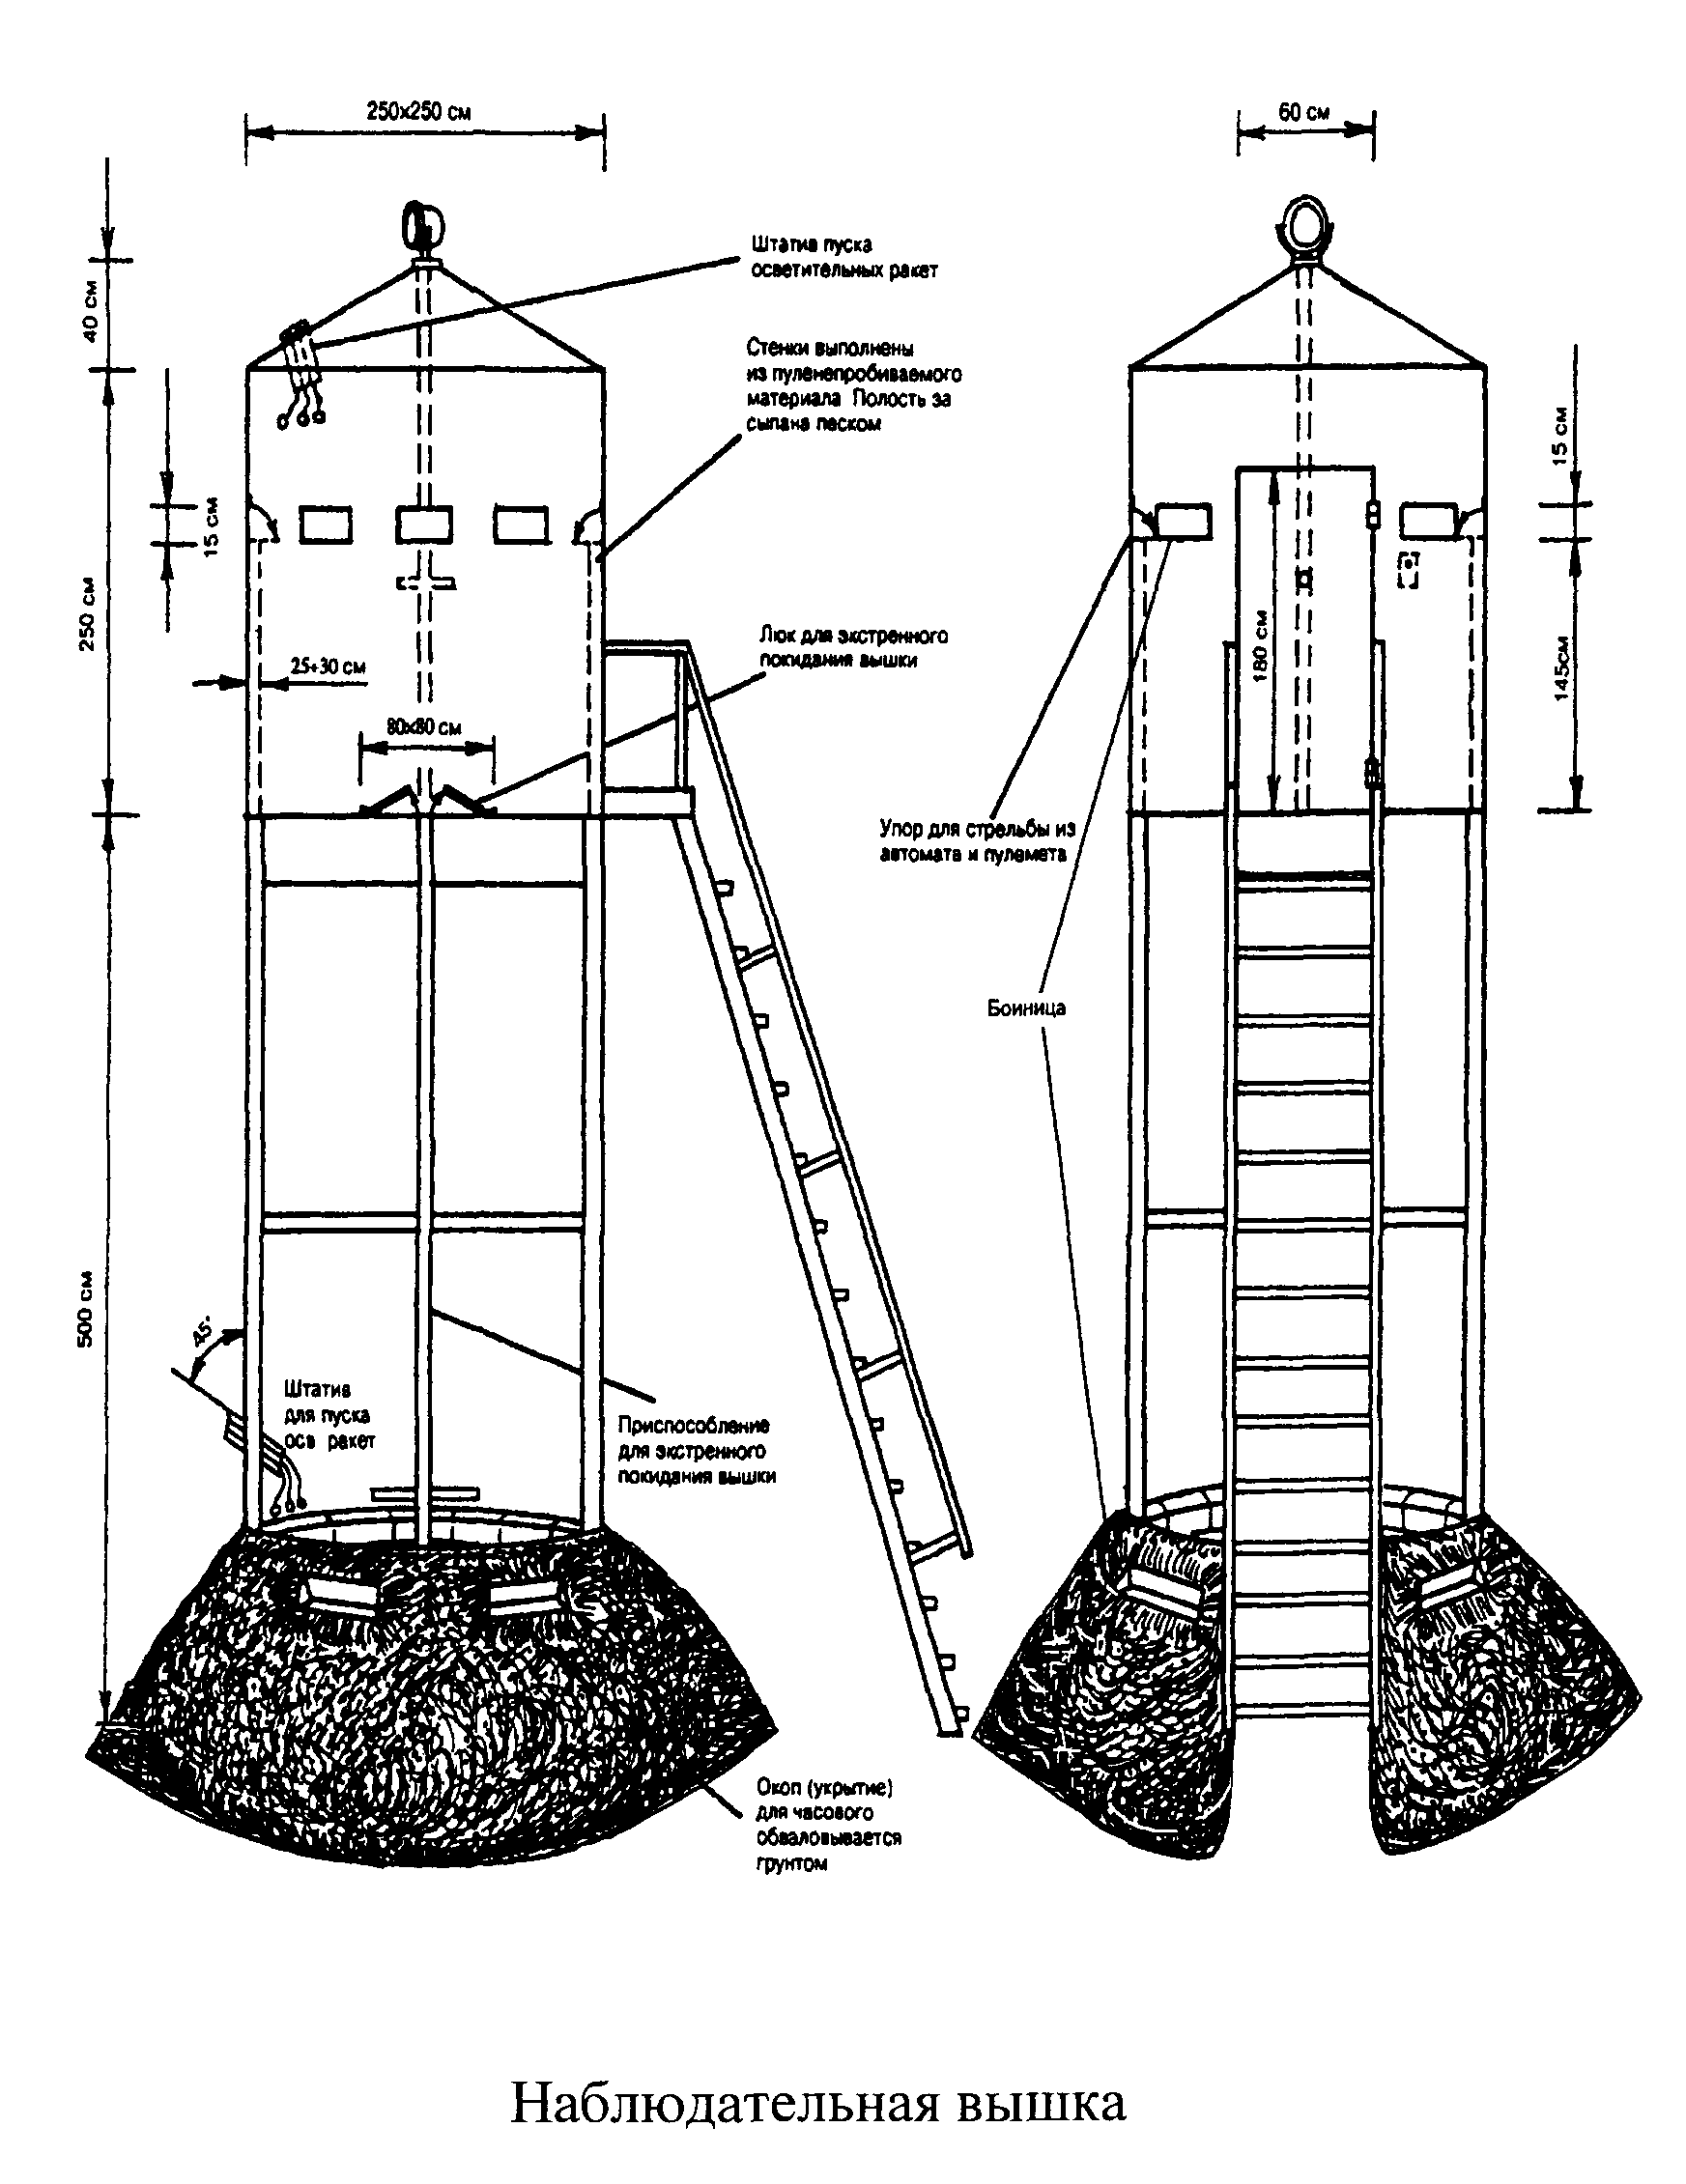 250x250 см
60 см
Штатив пуска
осветительных ракет
40 см
Стенки выполнены
из пуленепробиваемого
материала Полость за
сыпана песком
15 см
15 см
250 см
Люк для экстренного
покидания вышки
25÷30 см
180 см
145см
80x80 см
Упор для стрельбы из
автомата и пулемета
Боиница
500 см
45°
Штатив
для пуска
осв ракет
Приспособление
для экстренного
покидания вышки
Окоп (укрытие)
для часового
обваловывается
грунтом
Наблюдательная вышка